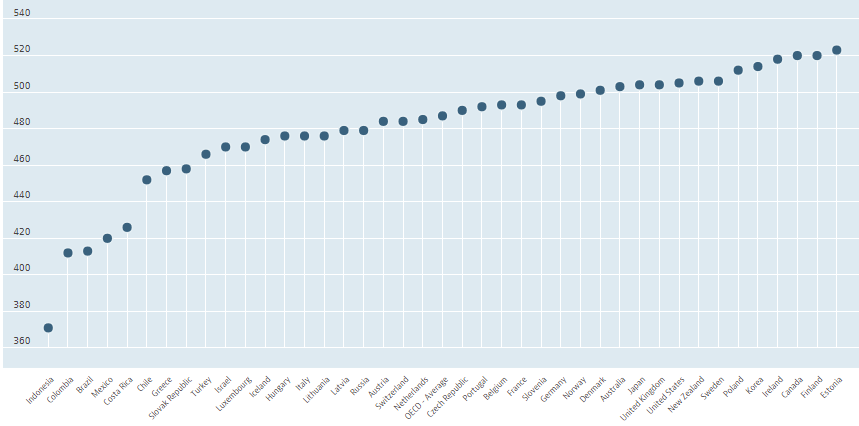 540
520
500
480
460
440
420
400
380
360
Indonesia
Colombia
Brazil
Mexico
Costa Rica
Chile
Greece
Slovak Republic
Turkey
Israel
Luxembourg
Iceland
Hungary
Italy
Lithuania
Latvia
Russia
Austria
Switzerland
Netherlands
OECD - Average
Czech Republic
Portugal
Belgium
France
Slovenia
Germany
Norway
Denmark
Australia
Japan
United Kingdom
United States
New Zealand
Sweden
Poland
Korea
Ireland
Canada
Finland
Estonia